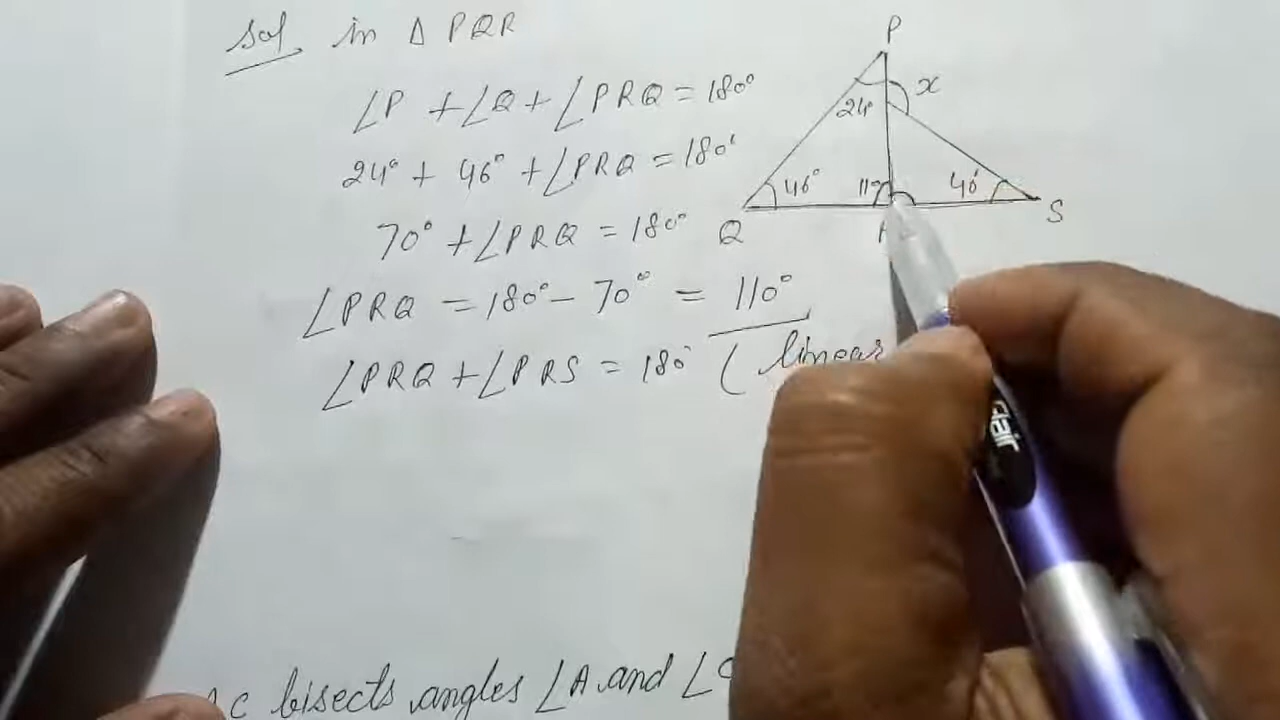 Sol. in Δ PQR
∠P + ∠Q + ∠PRQ = 180°
24° + 46° + ∠PRQ = 180°
70° + ∠PRQ = 180°
∠PRQ = 180° - 70° = 110°
∠PRQ + ∠PRS = 180° ( linear
P
24°
x
46°
110
40°
Q
S
C bisects angles ∠A and ∠C